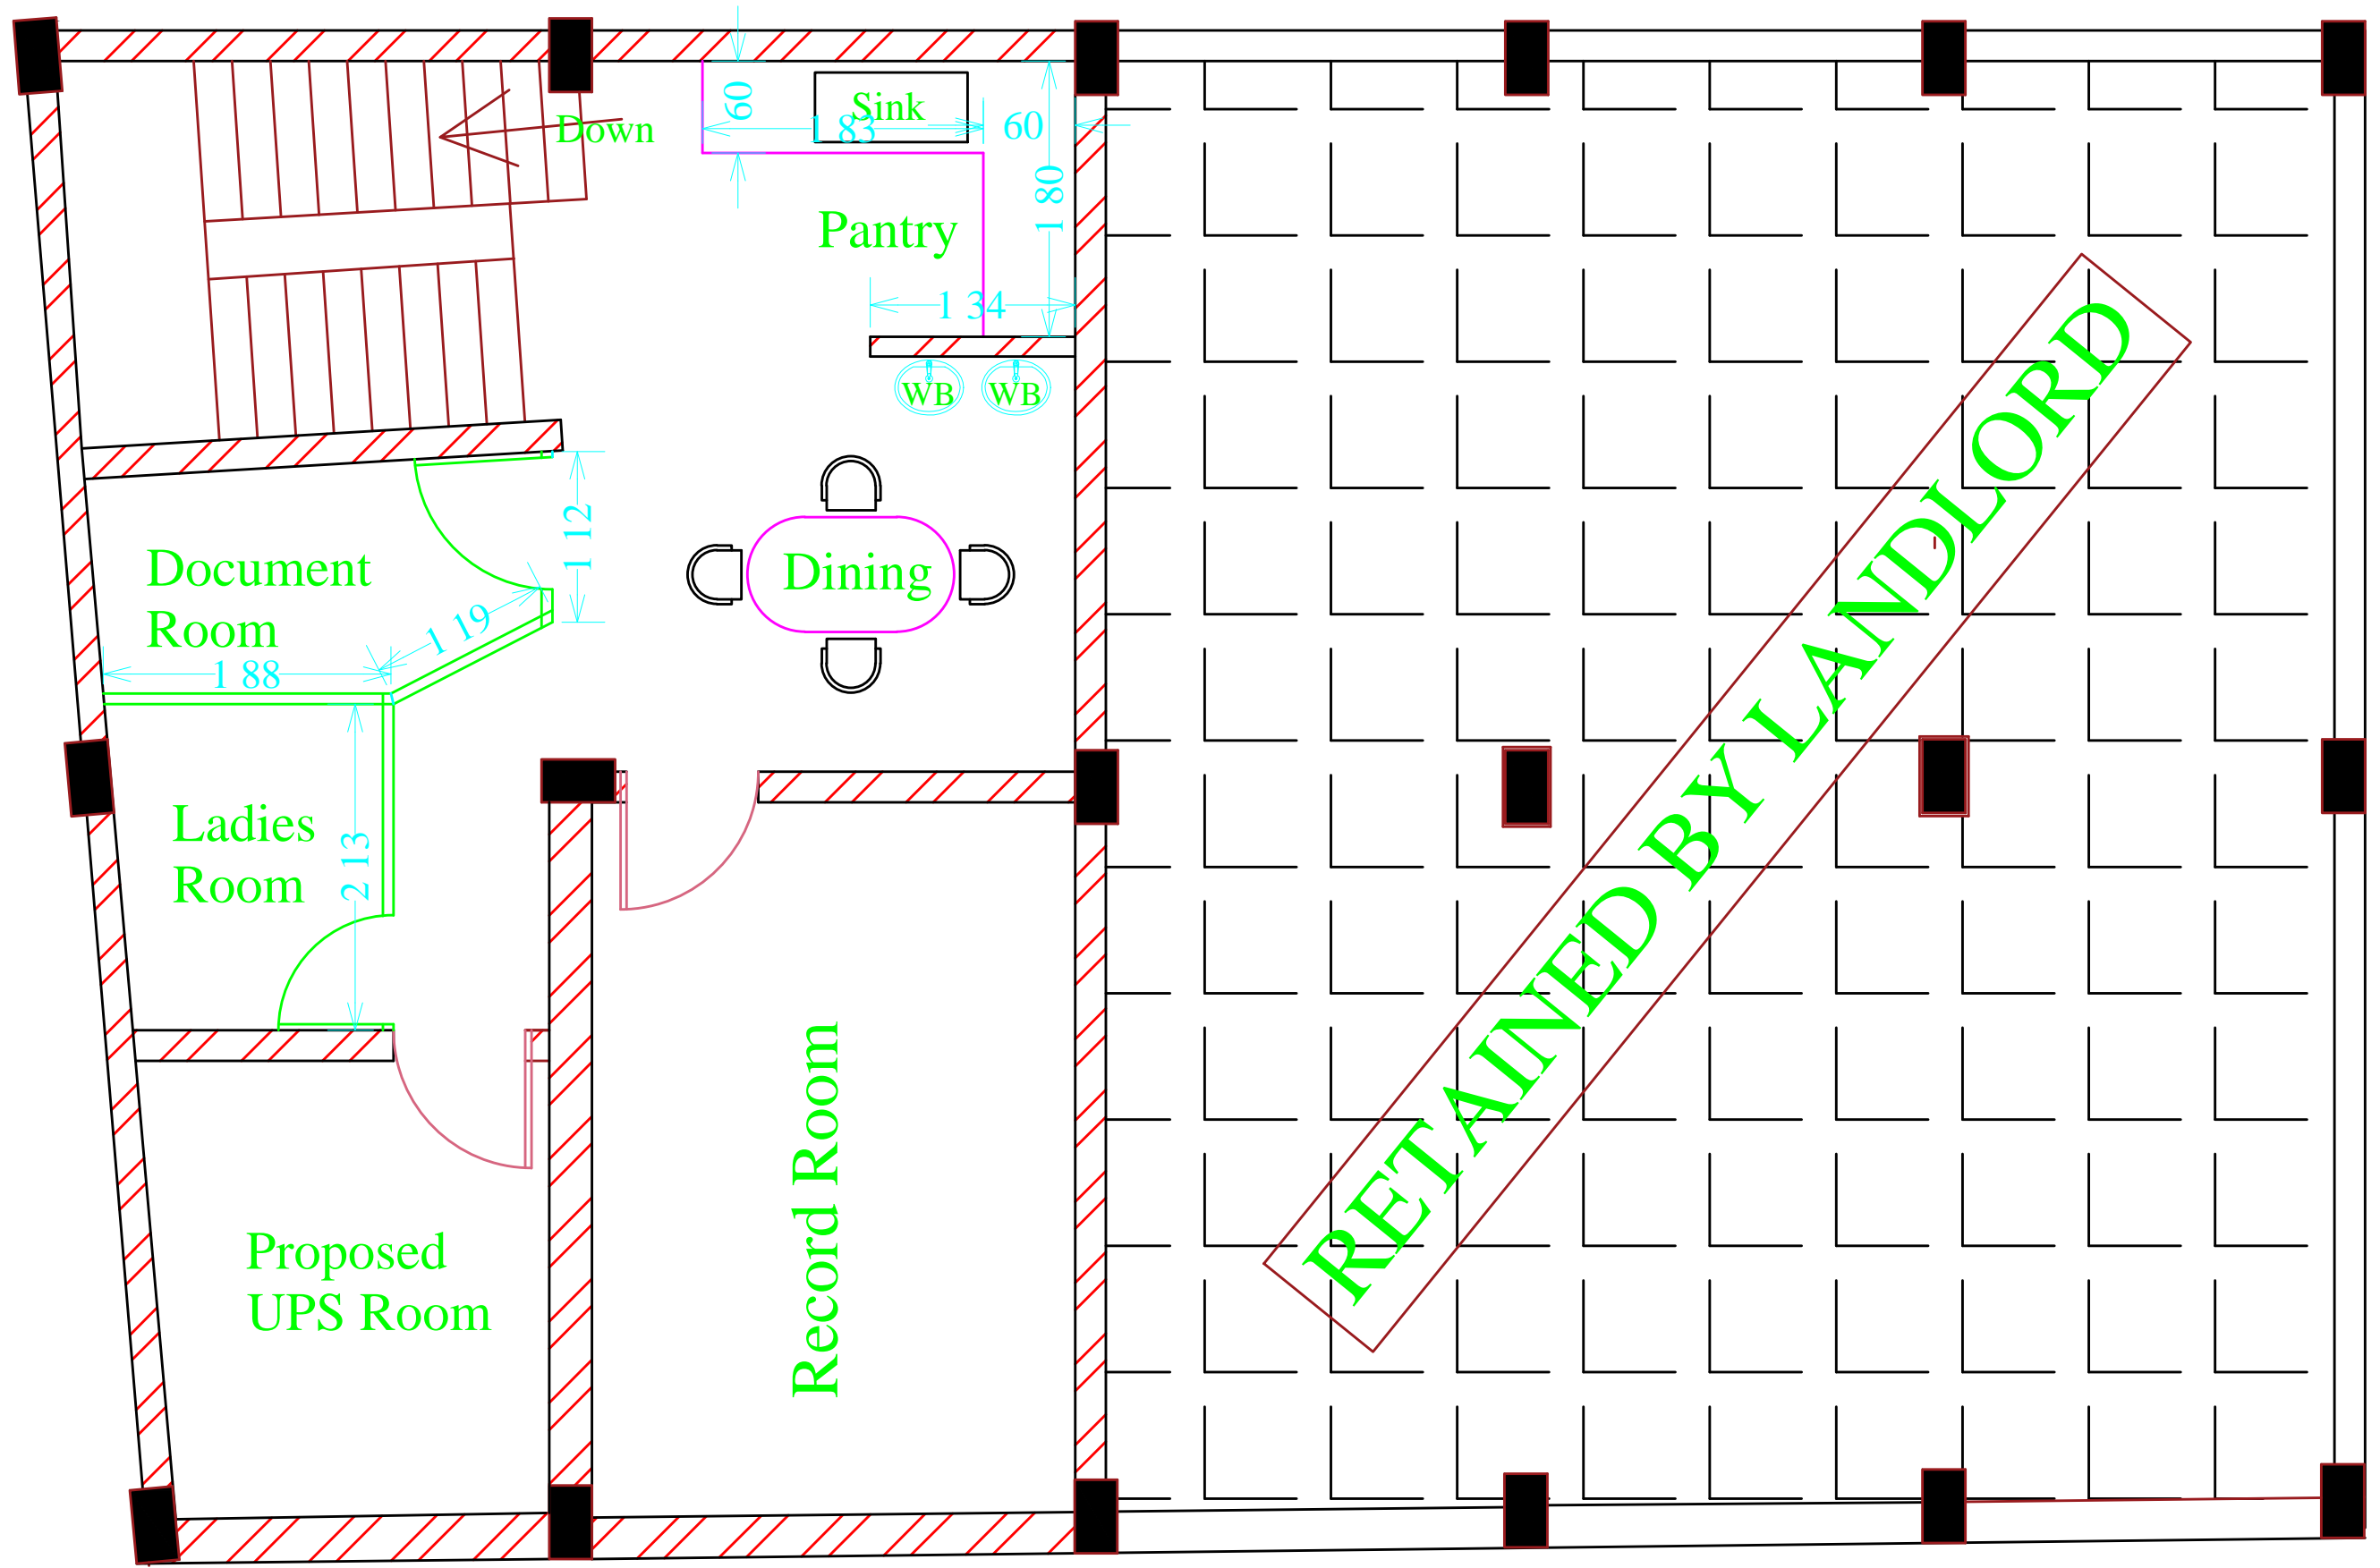 60
Sink
1 83
60
Down
1 80
Pantry
1 34
WB
WB
1 12
Document
Room
Dining
1 19
1 88
Ladies
Room
2 13
Record Room
Proposed
UPS Room
RETAINED BY LANDLORD